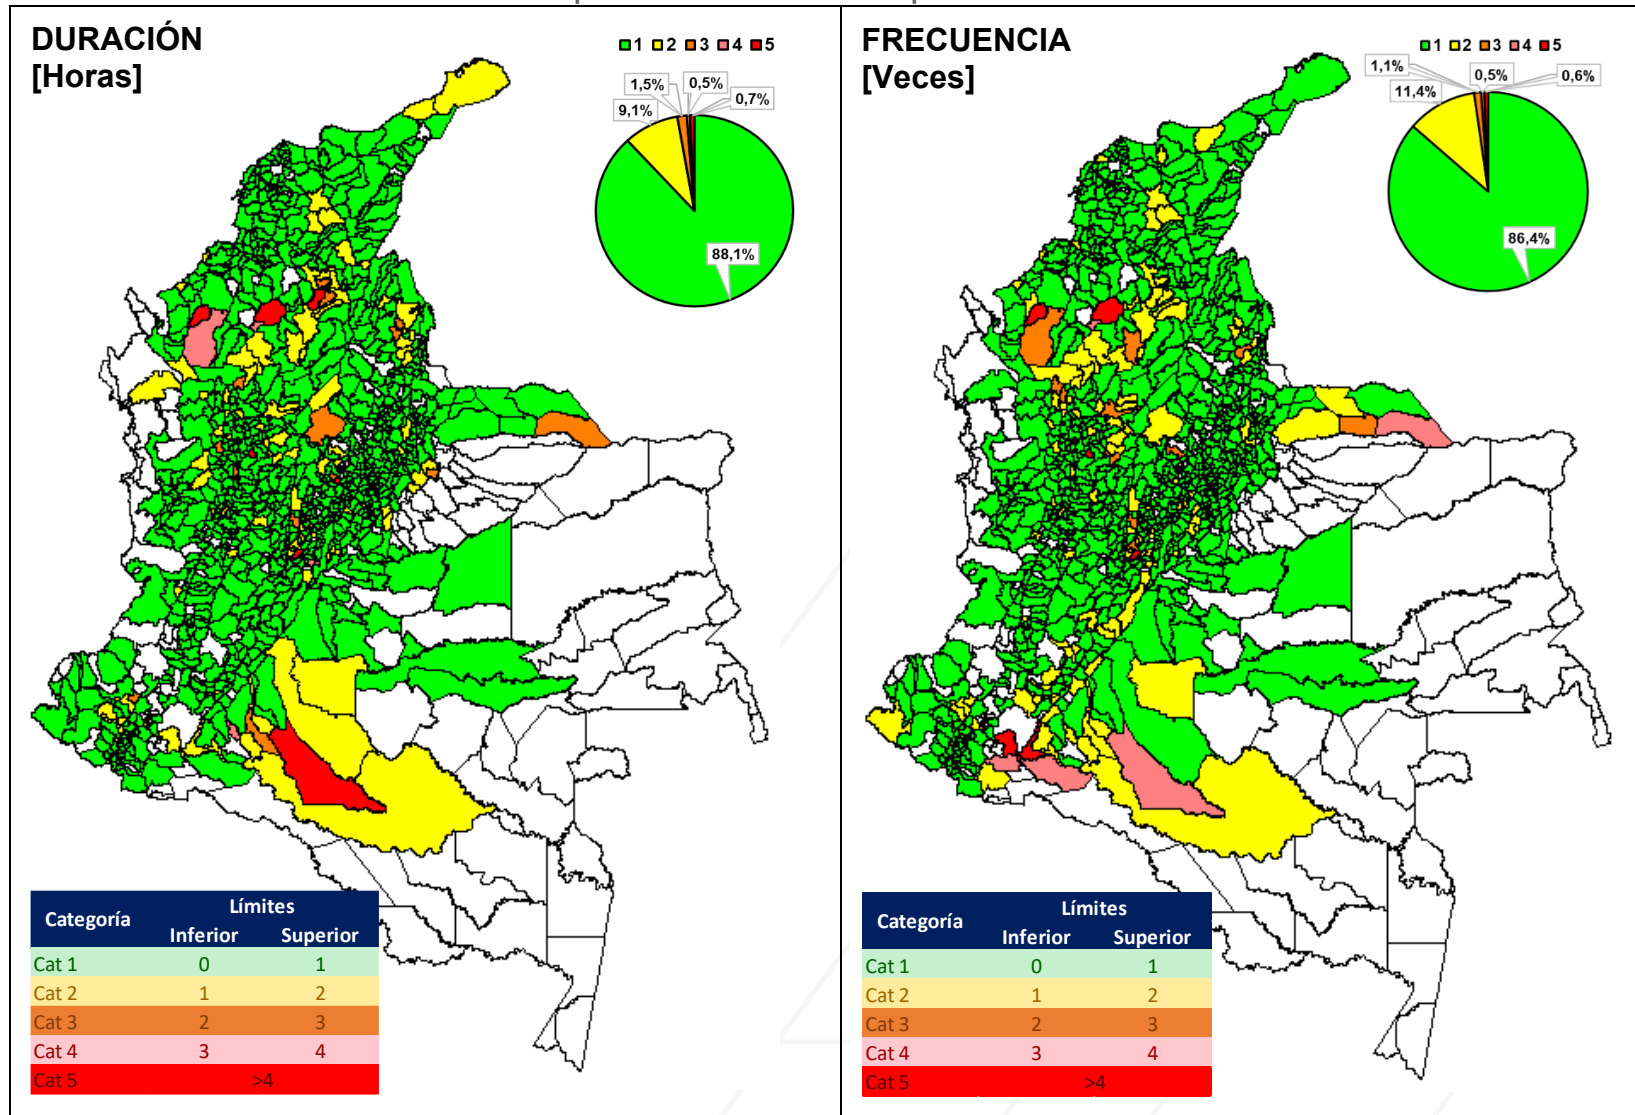 DURACIÓN
[Horas]
1 2 3 4 5
1,5%
0,5%
9,1%
0,7%
88,1%
Categoría
Límites
Inferior Superior
Cat 1 0 1
Cat 2 1 2
Cat 3 2 3
Cat 4 3 4
Cat 5 >4
FRECUENCIA
[Veces]
1 2 3 4 5
1,1%
0,5%
0,6%
11,4%
86,4%
Categoría
Límites
Inferior Superior
Cat 1 0 1
Cat 2 1 2
Cat 3 2 3
Cat 4 3 4
Cat 5 >4